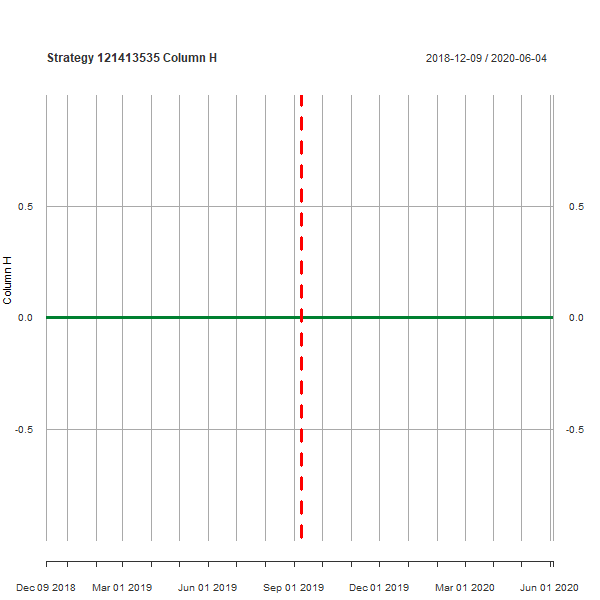 Strategy 121413535 Column H
2018-12-09 / 2020-06-04
0.5
0.5
Column H
0.0
0.0
-0.5
-0.5
Dec 09 2018
Mar 01 2019
Jun 01 2019
Sep 01 2019
Dec 01 2019
Mar 01 2020
Jun 01 2020